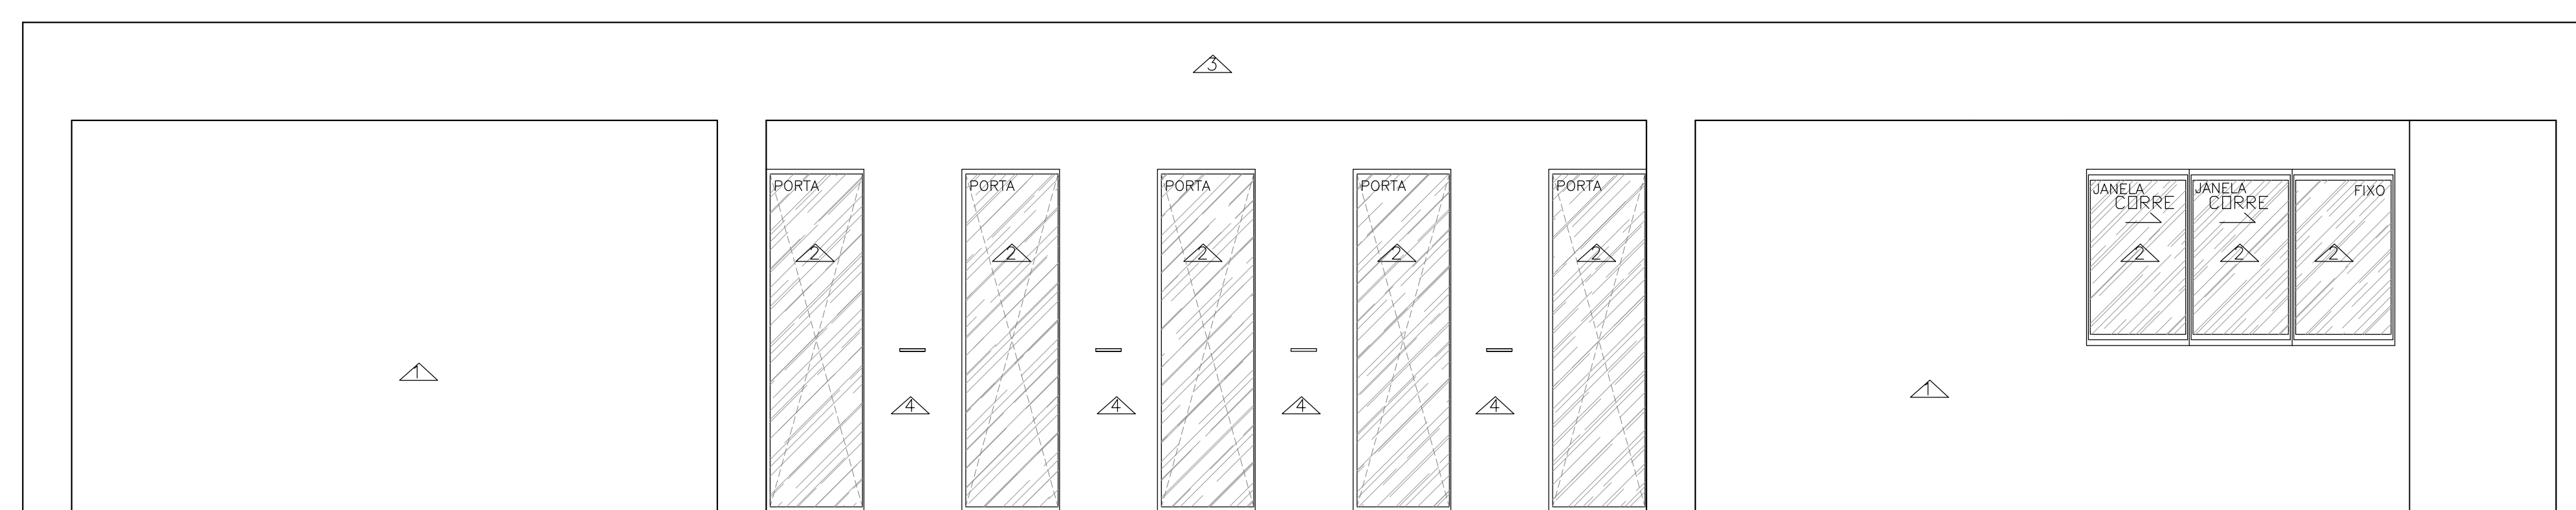 3
PORTA PORTA PORTA PORTA PORTA JANELA JANELA FIXO
CORRE CORRE
2 2 2 2 2 2 2 2
1 1
4 4 4 4